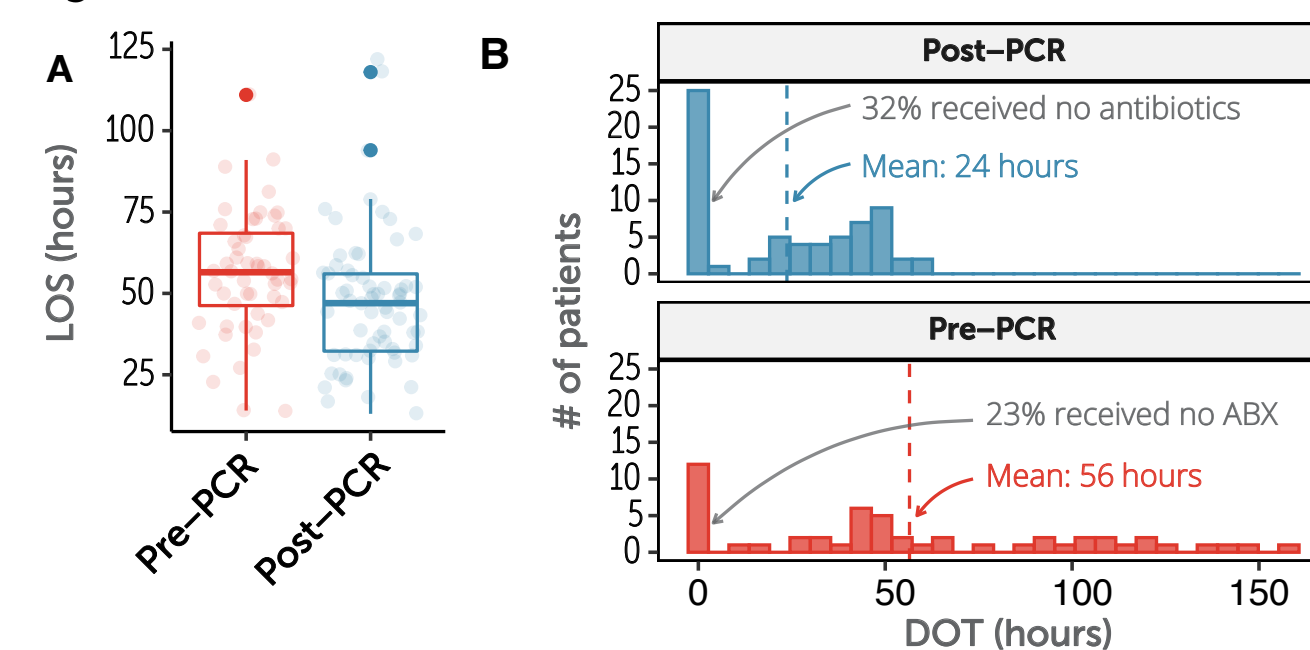 A
LOS (hours)
125
100
75
50
25
Pre–PCR
Post–PCR
B
# of patients
Post–PCR
25
20
15
10
5
0
32% received no antibiotics
Mean: 24 hours
Pre–PCR
25
20
15
10
5
0
23% received no ABX
Mean: 56 hours
0 50 100 150
DOT (hours)